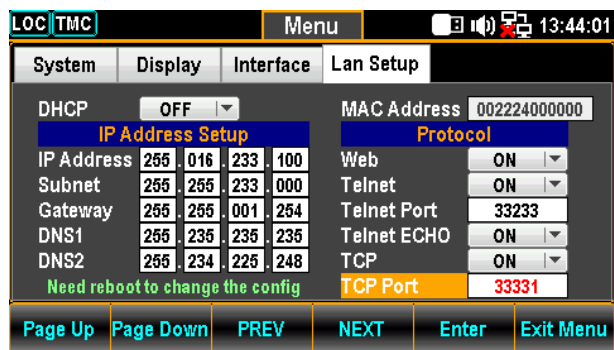 LOC TMC Menu 13:44:01
System Display Interface Lan Setup
DHCP OFF MAC Address 002224000000
IP Address Setup Protocol
IP Address 255 . 016 . 233 . 100 Web ON
Subnet 255 . 255 . 233 . 000 Telnet ON
Gateway 255 . 255 . 001 . 254 Telnet Port 33233
DNS1 255 . 235 . 235 . 235 Telnet ECHO ON
DNS2 255 . 234 . 225 . 248 TCP ON
Need reboot to change the config TCP Port 33331
Page Up Page Down PREV NEXT Enter Exit Menu